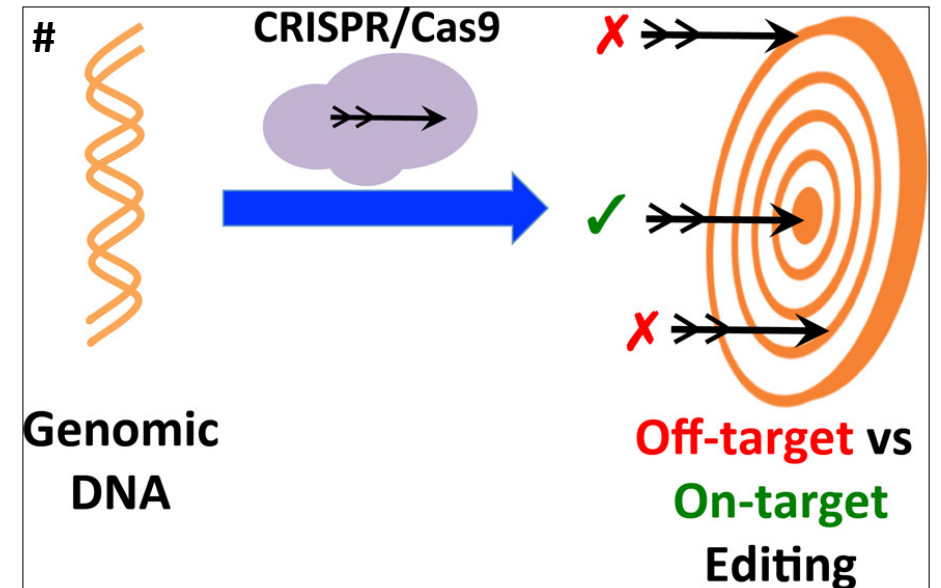 #
CRISPR/Cas9
✗
✓
✗
Genomic
DNA
Off-target vs
On-target
Editing